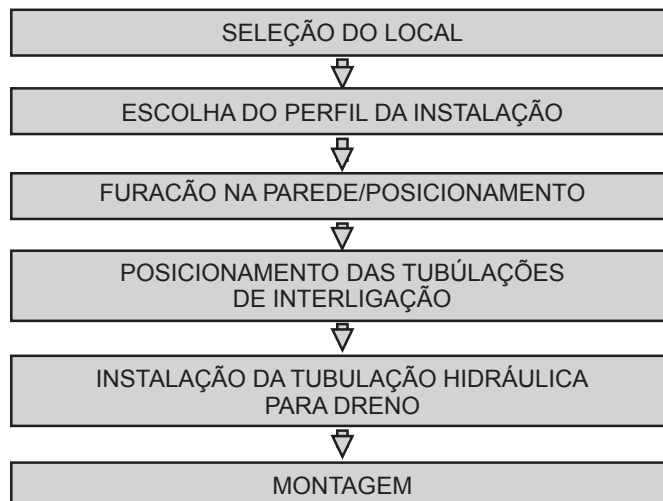 SELEÇÃO DO LOCAL
ESCOLHA DO PERFIL DA INSTALAÇÃO
FURACÃO NA PAREDE/POSICIONAMENTO
POSICIONAMENTO DAS TUBÚLAÇÕES
DE INTERLIGAÇÃO
INSTALAÇÃO DA TUBULAÇÃO HIDRÁULICA
PARA DRENO
MONTAGEM